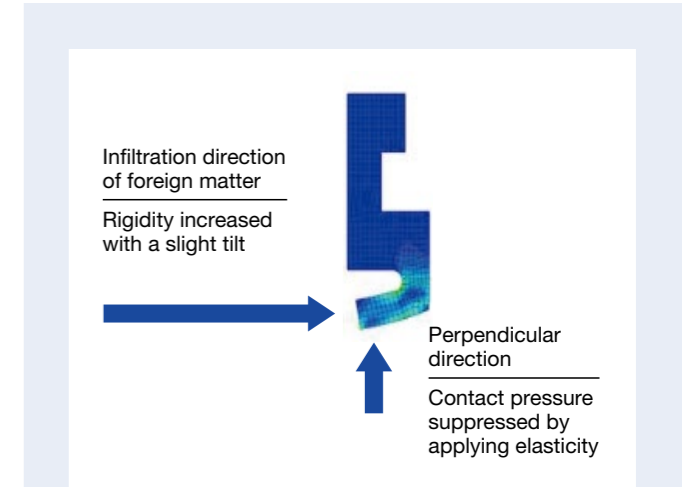 Infiltration direction
of foreign matter
Rigidity increased
with a slight tilt
Perpendicular
direction
Contact pressure
suppressed by
applying elasticity